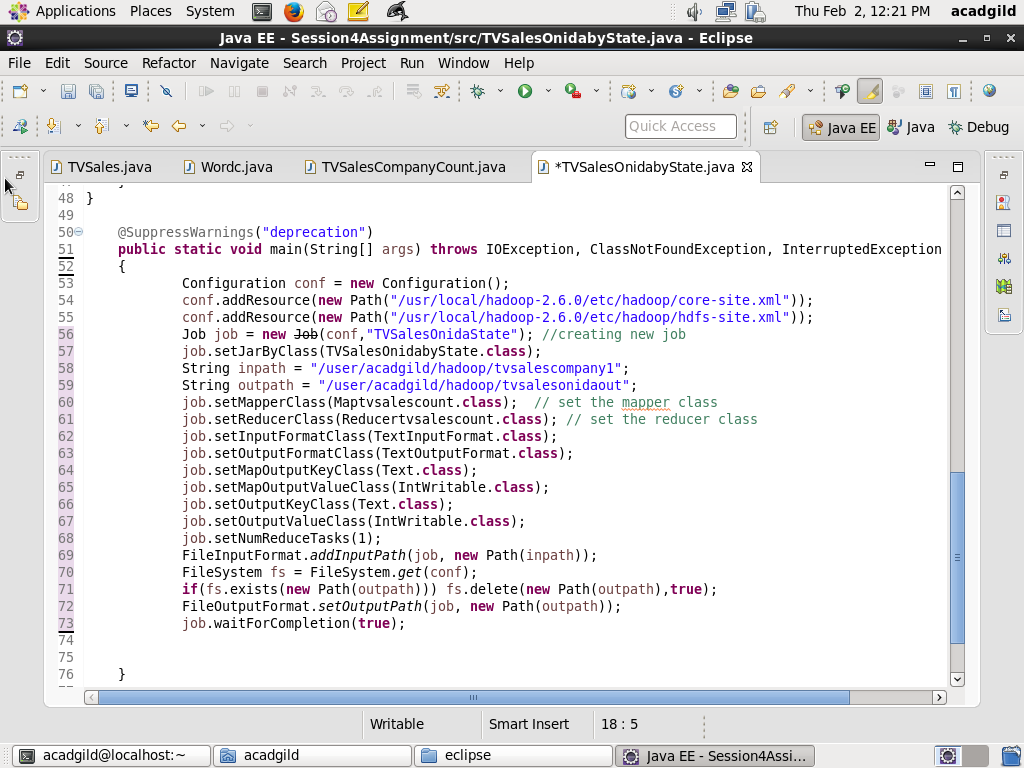 Applications Places System Thu Feb 2, 12:21 PM acadgild
Java EE - Session4Assignment/src/TVSalesOnidabyState.java - Eclipse
File Edit Source Refactor Navigate Search Project Run Window Help
Quick Access Java EE Java Debug
TVSales.java Wordc.java TVSalesCompanyCount.java *TVSalesOnidabyState.java
48 }
49
50 @SuppressWarnings("deprecation")
51 public static void main(String[] args) throws IOException, ClassNotFoundException, InterruptedException
52 {
53 Configuration conf = new Configuration();
54 conf.addResource(new Path("/usr/local/hadoop-2.6.0/etc/hadoop/core-site.xml"));
55 conf.addResource(new Path("/usr/local/hadoop-2.6.0/etc/hadoop/hdfs-site.xml"));
56 Job job = new Job(conf,"TVSalesOnidaState"); //creating new job
57 job.setJarByClass(TVSalesOnidabyState.class);
58 String inpath = "/user/acadgild/hadoop/tvsalescompany1";
59 String outpath = "/user/acadgild/hadoop/tvsalesonidaout";
60 job.setMapperClass(Maptvsalescount.class); // set the mapper class
61 job.setReducerClass(Reducertvsalescount.class); // set the reducer class
62 job.setInputFormatClass(TextInputFormat.class);
63 job.setOutputFormatClass(TextOutputFormat.class);
64 job.setMapOutputKeyClass(Text.class);
65 job.setMapOutputValueClass(IntWritable.class);
66 job.setOutputKeyClass(Text.class);
67 job.setOutputValueClass(IntWritable.class);
68 job.setNumReduceTasks(1);
69 FileInputFormat.addInputPath(job, new Path(inpath));
70 FileSystem fs = FileSystem.get(conf);
71 if(fs.exists(new Path(outpath))) fs.delete(new Path(outpath),true);
72 FileOutputFormat.setOutputPath(job, new Path(outpath));
73 job.waitForCompletion(true);
74
75
76 }
Writable Smart Insert 18 : 5
acadgild@localhost:~ acadgild eclipse Java EE - Session4Assi...